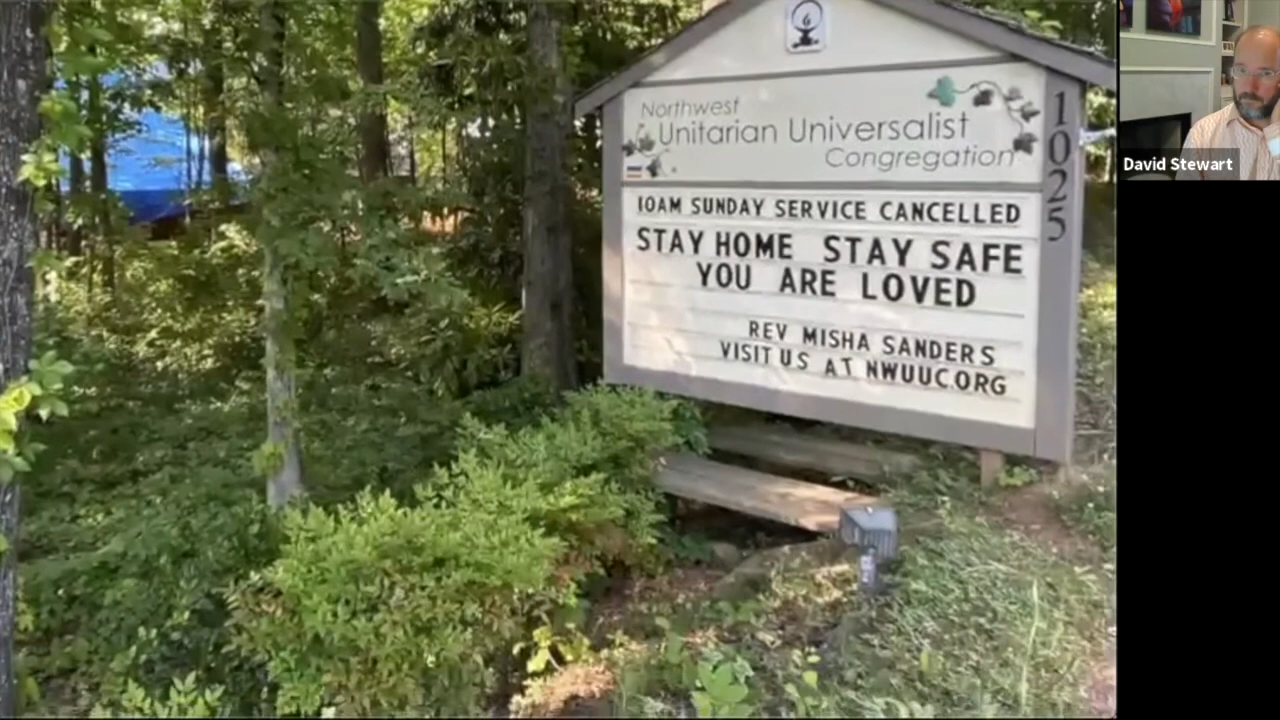 Northwest
Unitarian Universalist
Congregation
1025
10AM SUNDAY SERVICE CANCELLED
STAY HOME STAY SAFE
YOU ARE LOVED
REV MISHA SANDERS
VISIT US AT NWUUC.ORG
David Stewart